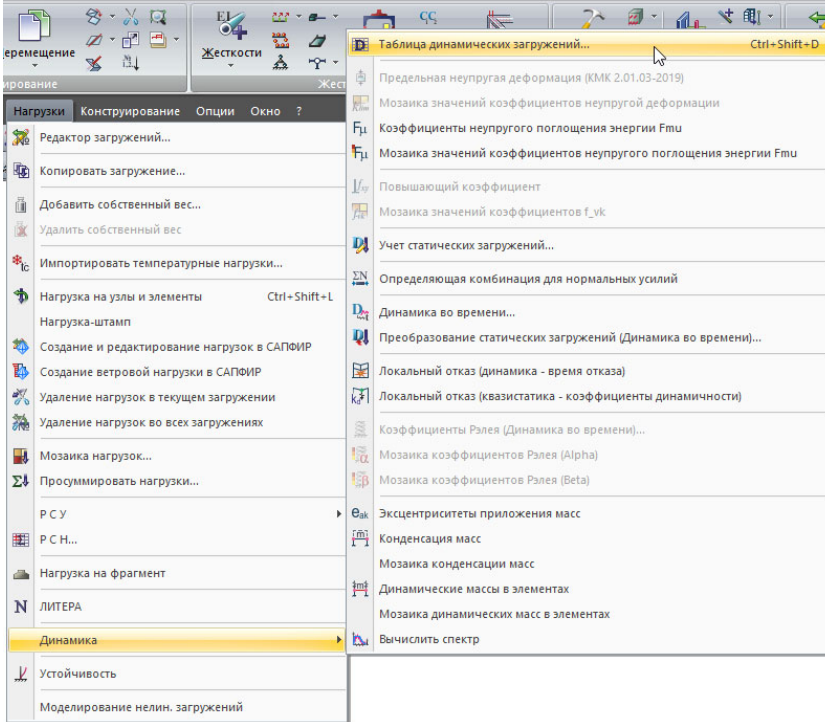 EI
CG
еремещение
Жесткости
ирование
Жест
Нагрузки Конструирование Опции Окно ?
Редактор загружений...
Копировать загружение...
Добавить собственный вес...
Удалить собственный вес
Импортировать температурные нагрузки...
Нагрузка на узлы и элементы Ctrl+Shift+L
Нагрузка-штамп
Создание и редактирование нагрузок в САПФИР
Создание ветровой нагрузки в САПФИР
Удаление нагрузок в текущем загружении
Удаление нагрузок во всех загружениях
Мозаика нагрузок...
Просуммировать нагрузки...
Р С У
Р С Н...
Нагрузка на фрагмент
N ЛИТЕРА
Динамика
Устойчивость
Моделирование нелин. загружений
Таблица динамических загружений... Ctrl+Shift+D
Предельная неупругая деформация (КМК 2.01.03-2019)
Мозаика значений коэффициентов неупругой деформации
Fμ Коэффициенты неупругого поглощения энергии Fmu
Fμ Мозаика значений коэффициентов неупругого поглощения энергии Fmu
Повышающий коэффициент
Мозаика значений коэффициентов f_vk
Учет статических загружений...
ΣN Определяющая комбинация для нормальных усилий
Динамика во времени...
Преобразование статических загружений (Динамика во времени)...
Локальный отказ (динамика - время отказа)
Локальный отказ (квазистатика - коэффициенты динамичности)
Коэффициенты Рэлея (Динамика во времени)...
Мозаика коэффициентов Рэлея (Alpha)
Мозаика коэффициентов Рэлея (Beta)
eak Эксцентриситеты приложения масс
Конденсация масс
Мозаика конденсации масс
Динамические массы в элементах
Мозаика динамических масс в элементах
Вычислить спектр